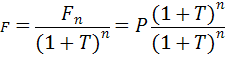 F = F_n / (1 + T)^n = P (1 + T)^n / (1 + T)^n